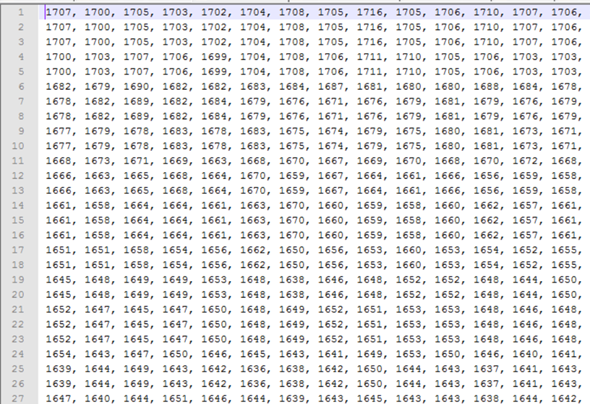 1 1707, 1700, 1705, 1703, 1702, 1704, 1708, 1705, 1716, 1705, 1706, 1710, 1707, 1706,
2 1707, 1700, 1705, 1703, 1702, 1704, 1708, 1705, 1716, 1705, 1706, 1710, 1707, 1706,
3 1707, 1700, 1705, 1703, 1702, 1704, 1708, 1705, 1716, 1705, 1706, 1710, 1707, 1706,
4 1700, 1703, 1707, 1706, 1699, 1704, 1708, 1706, 1711, 1710, 1705, 1706, 1703, 1703,
5 1700, 1703, 1707, 1706, 1699, 1704, 1708, 1706, 1711, 1710, 1705, 1706, 1703, 1703,
6 1682, 1679, 1690, 1682, 1682, 1683, 1684, 1687, 1681, 1680, 1680, 1688, 1684, 1678,
7 1678, 1682, 1689, 1682, 1684, 1679, 1676, 1671, 1676, 1679, 1681, 1679, 1676, 1679,
8 1678, 1682, 1689, 1682, 1684, 1679, 1676, 1671, 1676, 1679, 1681, 1679, 1676, 1679,
9 1677, 1679, 1678, 1683, 1678, 1683, 1675, 1674, 1679, 1675, 1680, 1681, 1673, 1671,
10 1677, 1679, 1678, 1683, 1678, 1683, 1675, 1674, 1679, 1675, 1680, 1681, 1673, 1671,
11 1668, 1673, 1671, 1669, 1663, 1668, 1670, 1667, 1669, 1670, 1668, 1670, 1672, 1668,
12 1666, 1663, 1665, 1668, 1664, 1670, 1659, 1667, 1664, 1661, 1666, 1656, 1659, 1658,
13 1666, 1663, 1665, 1668, 1664, 1670, 1659, 1667, 1664, 1661, 1666, 1656, 1659, 1658,
14 1661, 1658, 1664, 1664, 1661, 1663, 1670, 1660, 1659, 1658, 1660, 1662, 1657, 1661,
15 1661, 1658, 1664, 1664, 1661, 1663, 1670, 1660, 1659, 1658, 1660, 1662, 1657, 1661,
16 1661, 1658, 1664, 1664, 1661, 1663, 1670, 1660, 1659, 1658, 1660, 1662, 1657, 1661,
17 1651, 1651, 1658, 1654, 1656, 1662, 1650, 1656, 1653, 1660, 1653, 1654, 1652, 1655,
18 1651, 1651, 1658, 1654, 1656, 1662, 1650, 1656, 1653, 1660, 1653, 1654, 1652, 1655,
19 1645, 1648, 1649, 1649, 1653, 1648, 1638, 1646, 1648, 1652, 1652, 1648, 1644, 1650,
20 1645, 1648, 1649, 1649, 1653, 1648, 1638, 1646, 1648, 1652, 1652, 1648, 1644, 1650,
21 1652, 1647, 1645, 1647, 1650, 1648, 1649, 1652, 1651, 1653, 1653, 1648, 1646, 1648,
22 1652, 1647, 1645, 1647, 1650, 1648, 1649, 1652, 1651, 1653, 1653, 1648, 1646, 1648,
23 1652, 1647, 1645, 1647, 1650, 1648, 1649, 1652, 1651, 1653, 1653, 1648, 1646, 1648,
24 1654, 1643, 1647, 1650, 1646, 1645, 1643, 1641, 1649, 1653, 1650, 1646, 1640, 1641,
25 1639, 1644, 1649, 1643, 1642, 1636, 1638, 1642, 1650, 1644, 1643, 1637, 1641, 1643,
26 1639, 1644, 1649, 1643, 1642, 1636, 1638, 1642, 1650, 1644, 1643, 1637, 1641, 1643,
27 1647, 1640, 1644, 1651, 1646, 1644, 1639, 1643, 1645, 1643, 1643, 1638, 1644, 1642,